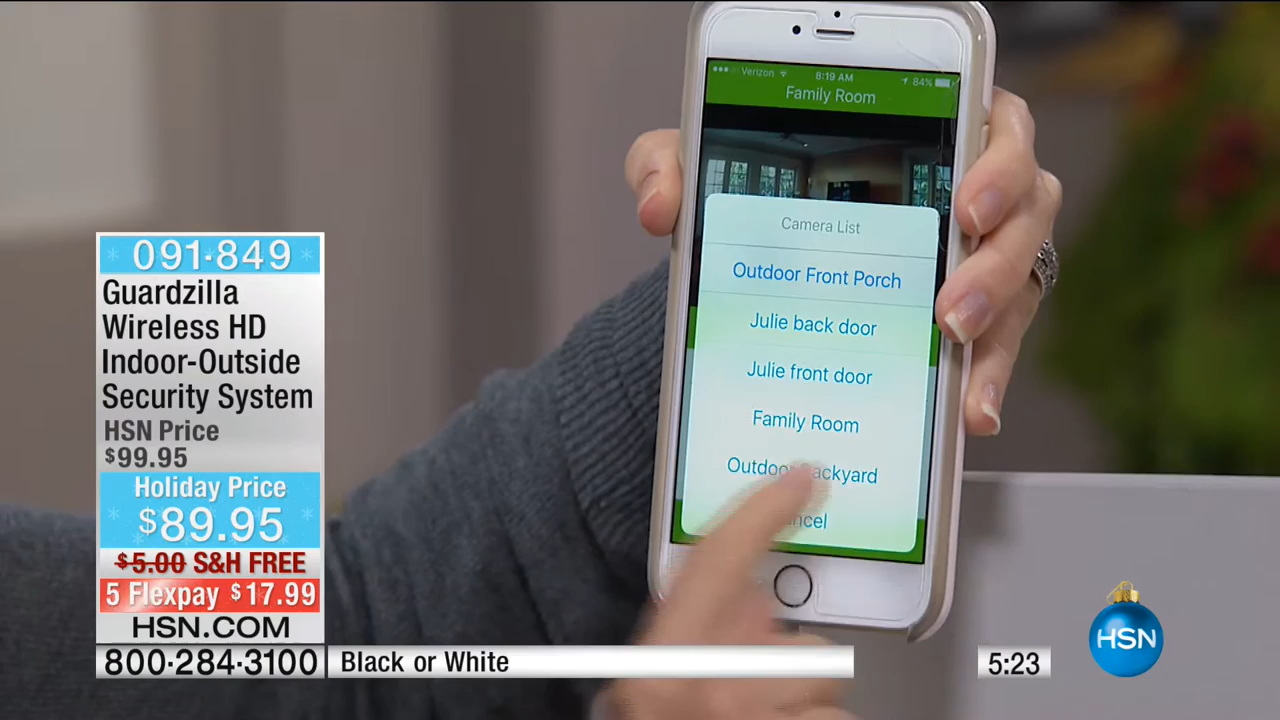 091·849
Guardzilla
Wireless HD
Indoor-Outside
Security System
HSN Price
$99.95
Holiday Price
$89.95
$5.00 S&H FREE
5 Flexpay $17.99
HSN.COM
800·284·3100
Black or White
5:23
HSN
Verizon 8:19 AM 84%
Family Room
Camera List
Outdoor Front Porch
Julie back door
Julie front door
Family Room
Outdoor Backyard
Cancel